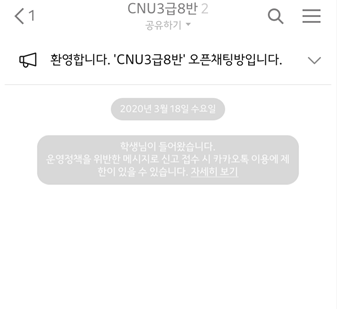 1 CNU3급8반 2
공유하기
환영합니다. 'CNU3급8반' 오픈채팅방입니다.
2020년 3월 18일 수요일
학생님이 들어왔습니다.
운영정책을 위반한 메시지로 신고 접수 시 카카오톡 이용에 제
한이 있을 수 있습니다. 자세히 보기